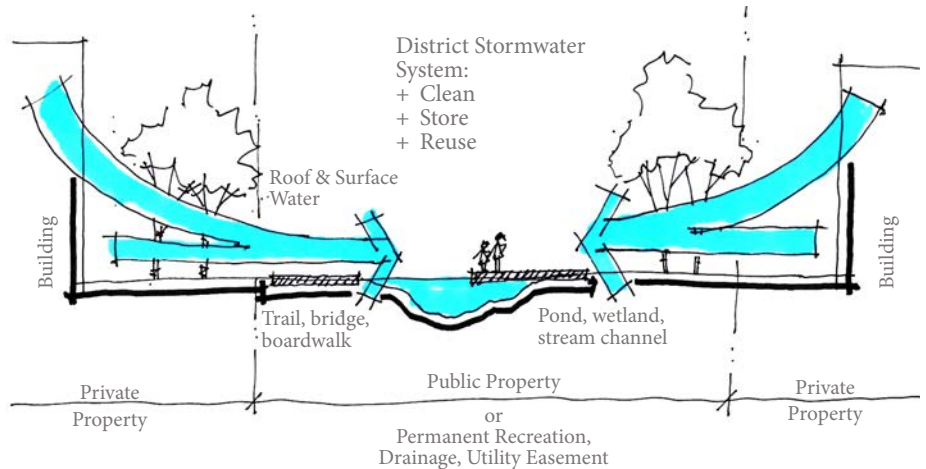 District Stormwater
System:
+ Clean
+ Store
+ Reuse
Roof & Surface
Water
Building
Building
Trail, bridge,
boardwalk
Pond, wetland,
stream channel
Private
Property
Public Property
or
Permanent Recreation,
Drainage, Utility Easement
Private
Property